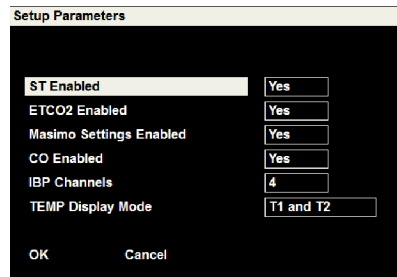 Setup Parameters
ST Enabled Yes
ETCO2 Enabled Yes
Masimo Settings Enabled Yes
CO Enabled Yes
IBP Channels 4
TEMP Display Mode T1 and T2
OK Cancel